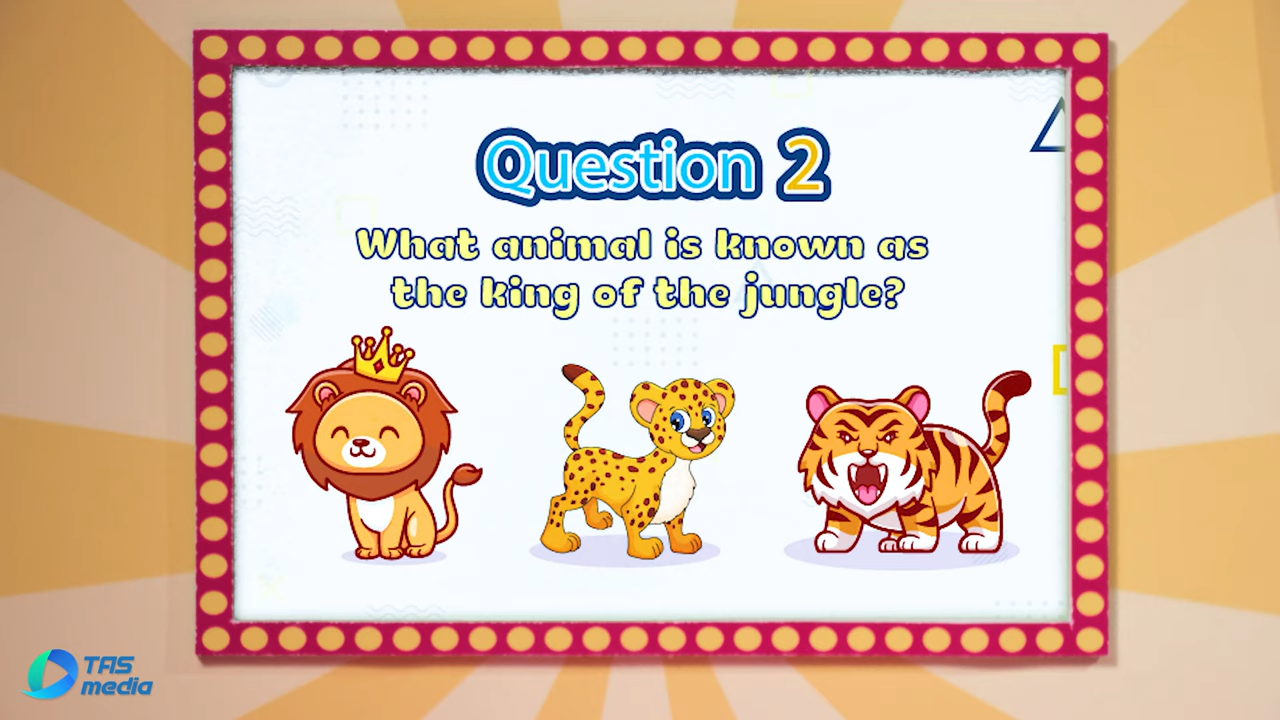 Question 2
What animal is known as
the king of the jungle?
TAS
media